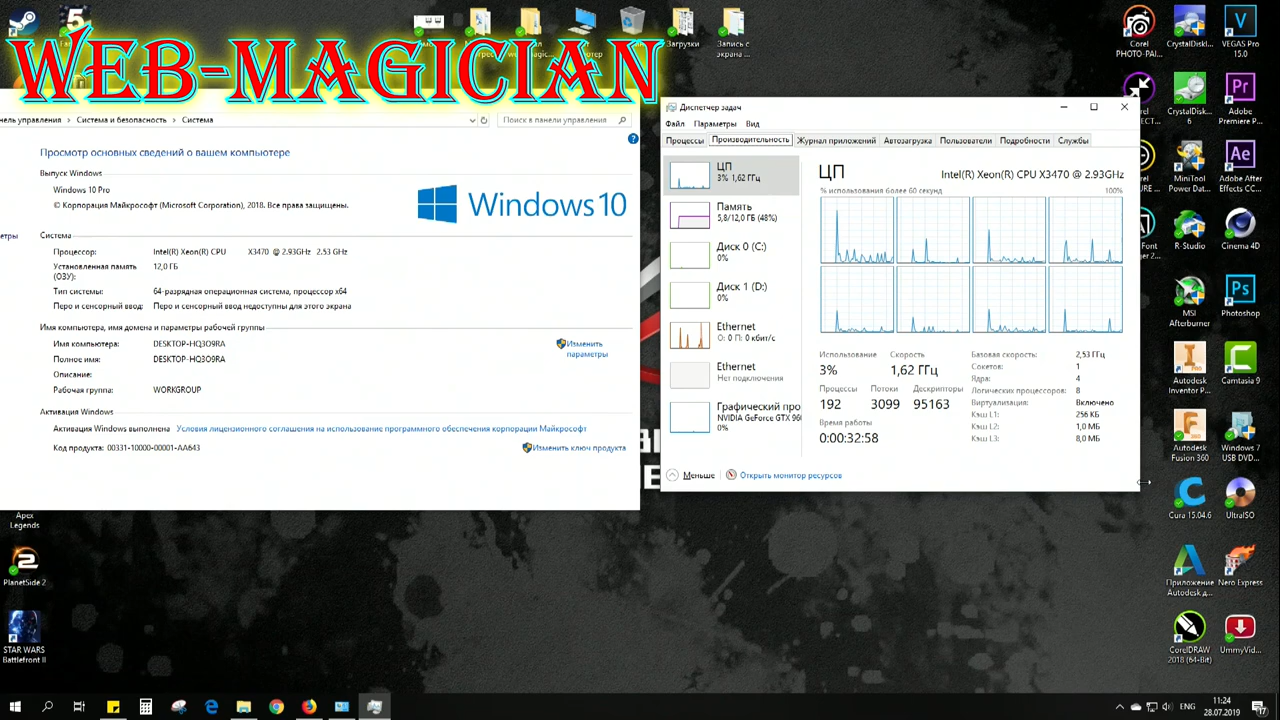 WEB-MAGICIAN
Загрузки
Запись с
экрана ...
Corel
PHOTO-PAI...
CrystalDiskI...
VEGAS Pro
15.0
CrystalDisk...
6
Adobe
Premiere P...
MiniTool
Power Dat...
Adobe After
Effects CC...
R-Studio
Cinema 4D
MSI
Afterburner
Photoshop
Autodesk
Inventor P...
Camtasia 9
Autodesk
Fusion 360
Windows 7
USB DVD...
Cura 15.04.6
UltraISO
Приложение
Autodesk д...
Nero Express
CorelDRAW
2018 (64-Bit)
UmmyVid...
Apex
Legends
PlanetSide 2
STAR WARS
Battlefront II
нель управления > Система и безопасность > Система
Поиск в панели управления
Просмотр основных сведений о вашем компьютере
Выпуск Windows
Windows 10 Pro
© Корпорация Майкрософт (Microsoft Corporation), 2018. Все права защищены.
Windows 10
Система
Процессор: Intel(R) Xeon(R) CPU X3470 @ 2.93GHz 2.53 GHz
Установленная память
(ОЗУ): 12,0 ГБ
Тип системы: 64-разрядная операционная система, процессор x64
Перо и сенсорный ввод: Перо и сенсорный ввод недоступны для этого экрана
Имя компьютера, имя домена и параметры рабочей группы
Имя компьютера: DESKTOP-HQ3O9RA
Изменить
параметры
Полное имя: DESKTOP-HQ3O9RA
Описание:
Рабочая группа: WORKGROUP
Активация Windows
Активация Windows выполнена Условия лицензионного соглашения на использование программного обеспечения корпорации Майкрософт
Код продукта: 00331-10000-00001-AA643
Изменить ключ продукта
Диспетчер задач
Файл Параметры Вид
Процессы Производительность Журнал приложений Автозагрузка Пользователи Подробности Службы
ЦП
3% 1,62 ГГц
Память
5,8/12,0 ГБ (48%)
Диск 0 (C:)
0%
Диск 1 (D:)
0%
Ethernet
О: 0 П: 0 кбит/с
Ethernet
Нет подключения
Графический про
NVIDIA GeForce GTX 960
0%
ЦП
Intel(R) Xeon(R) CPU X3470 @ 2.93GHz
% использования более 60 секунд
100%
Использование Скорость
3% 1,62 ГГц
Процессы Потоки Дескрипторы
192 3099 95163
Время работы
0:00:32:58
Базовая скорость: 2,53 ГГц
Сокетов: 1
Ядра: 4
Логических процессоров: 8
Виртуализация: Включено
Кэш L1: 256 КБ
Кэш L2: 1,0 МБ
Кэш L3: 8,0 МБ
Меньше
Открыть монитор ресурсов
ENG
11:24
28.07.2019
17